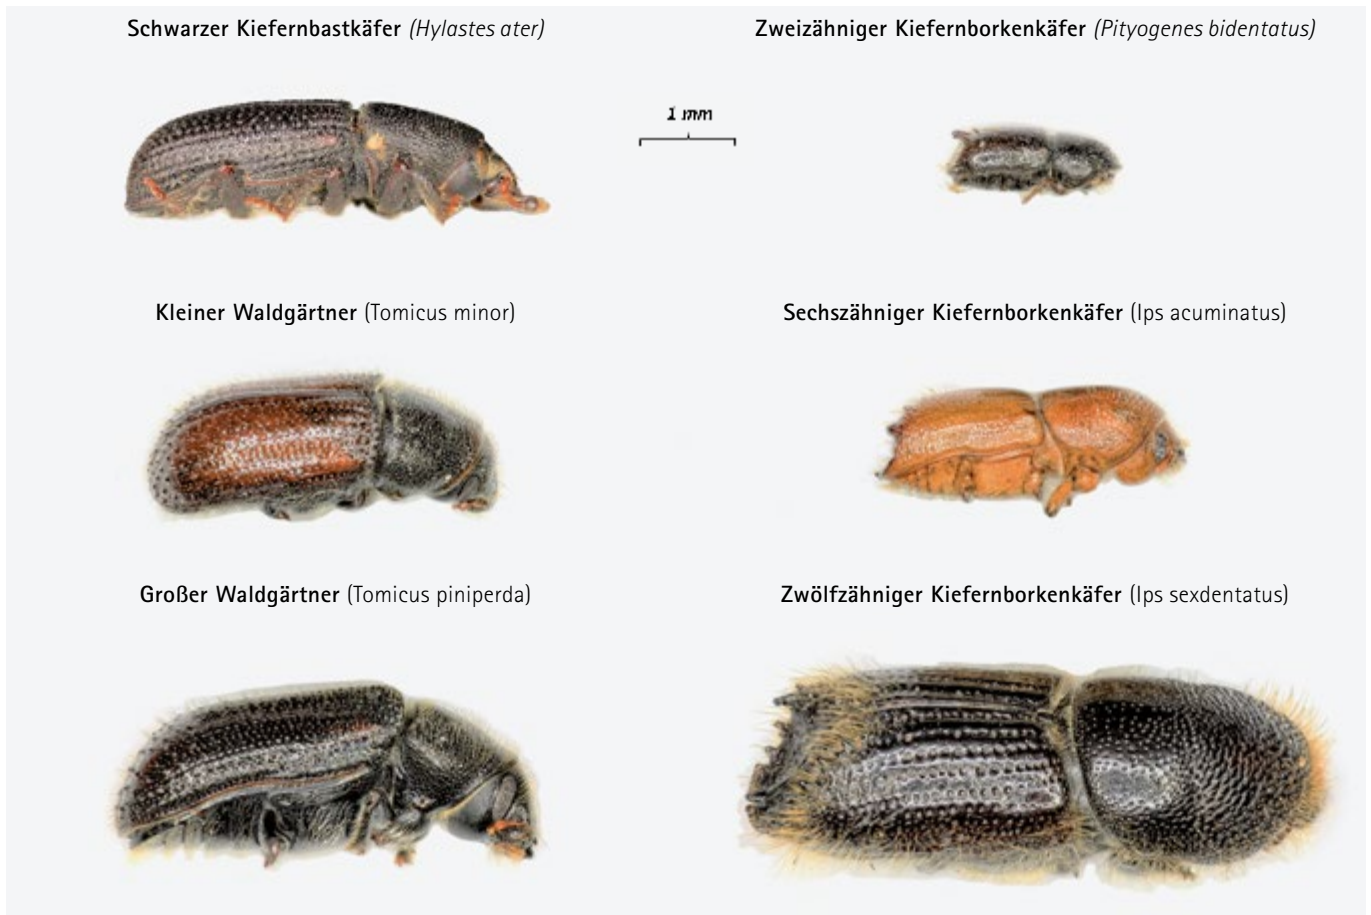 Schwarzer Kiefernbastkäfer (Hylastes ater)
Zweizähniger Kiefernborkenkäfer (Pityogenes bidentatus)
1 mm
Kleiner Waldgärtner (Tomicus minor)
Sechszähniger Kiefernborkenkäfer (Ips acuminatus)
Großer Waldgärtner (Tomicus piniperda)
Zwölfzähniger Kiefernborkenkäfer (Ips sexdentatus)